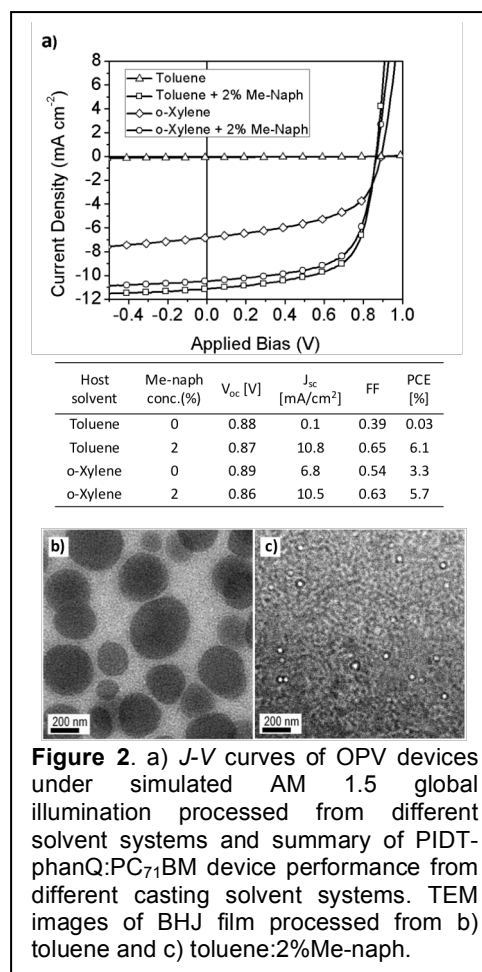 a)
8
6
4
2
0
-2
-4
-6
-8
-10
-12
Current Density (mA cm⁻²)
Toluene
Toluene + 2% Me-Naph
o-Xylene
o-Xylene + 2% Me-Naph
-0.4 -0.2 0.0 0.2 0.4 0.6 0.8 1.0
Applied Bias (V)
Host solvent Me-naph conc.(%) Voc [V] Jsc [mA/cm²] FF PCE [%]
Toluene 0 0.88 0.1 0.39 0.03
Toluene 2 0.87 10.8 0.65 6.1
o-Xylene 0 0.89 6.8 0.54 3.3
o-Xylene 2 0.86 10.5 0.63 5.7
b)
200 nm
c)
200 nm
Figure 2. a) J-V curves of OPV devices
under simulated AM 1.5 global
illumination processed from different
solvent systems and summary of PIDT-
phanQ:PC₇₁BM device performance from
different casting solvent systems. TEM
images of BHJ film processed from b)
toluene and c) toluene:2%Me-naph.